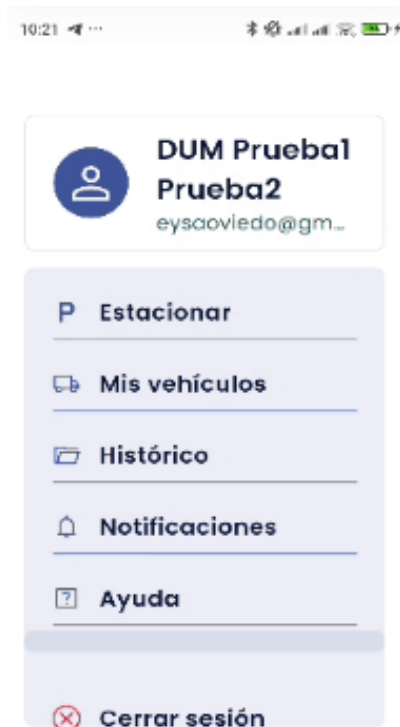 10:21
DUM Prueba1
Prueba2
eysaoviedo@gm...
P Estacionar
Mis vehículos
Histórico
Notificaciones
? Ayuda
Cerrar sesión